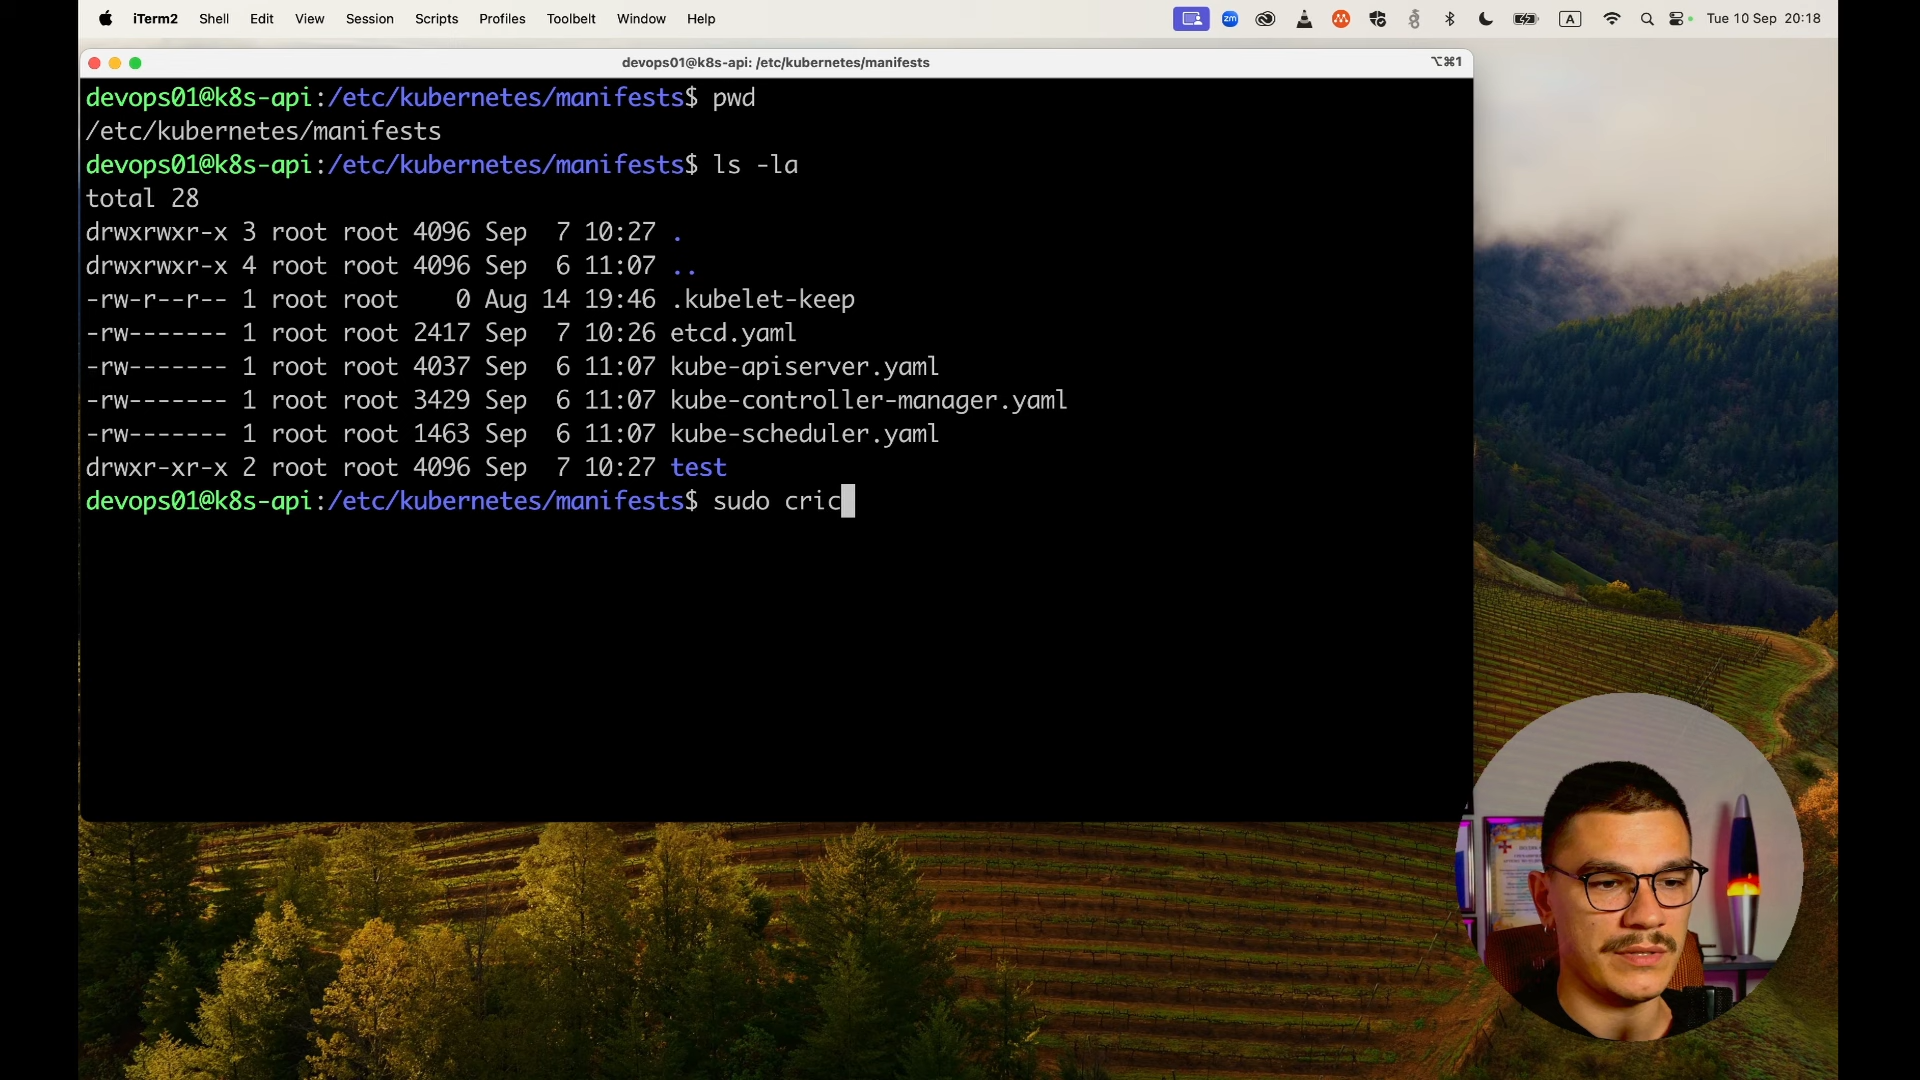 iTerm2 Shell Edit View Session Scripts Profiles Toolbelt Window Help zm A Tue 10 Sep 20:18
devops01@k8s-api: /etc/kubernetes/manifests ⌥⌘1
devops01@k8s-api:/etc/kubernetes/manifests$ pwd
/etc/kubernetes/manifests
devops01@k8s-api:/etc/kubernetes/manifests$ ls -la
total 28
drwxrwxr-x 3 root root 4096 Sep  7 10:27 .
drwxrwxr-x 4 root root 4096 Sep  6 11:07 ..
-rw-r--r-- 1 root root    0 Aug 14 19:46 .kubelet-keep
-rw------- 1 root root 2417 Sep  7 10:26 etcd.yaml
-rw------- 1 root root 4037 Sep  6 11:07 kube-apiserver.yaml
-rw------- 1 root root 3429 Sep  6 11:07 kube-controller-manager.yaml
-rw------- 1 root root 1463 Sep  6 11:07 kube-scheduler.yaml
drwxr-xr-x 2 root root 4096 Sep  7 10:27 test
devops01@k8s-api:/etc/kubernetes/manifests$ sudo cric